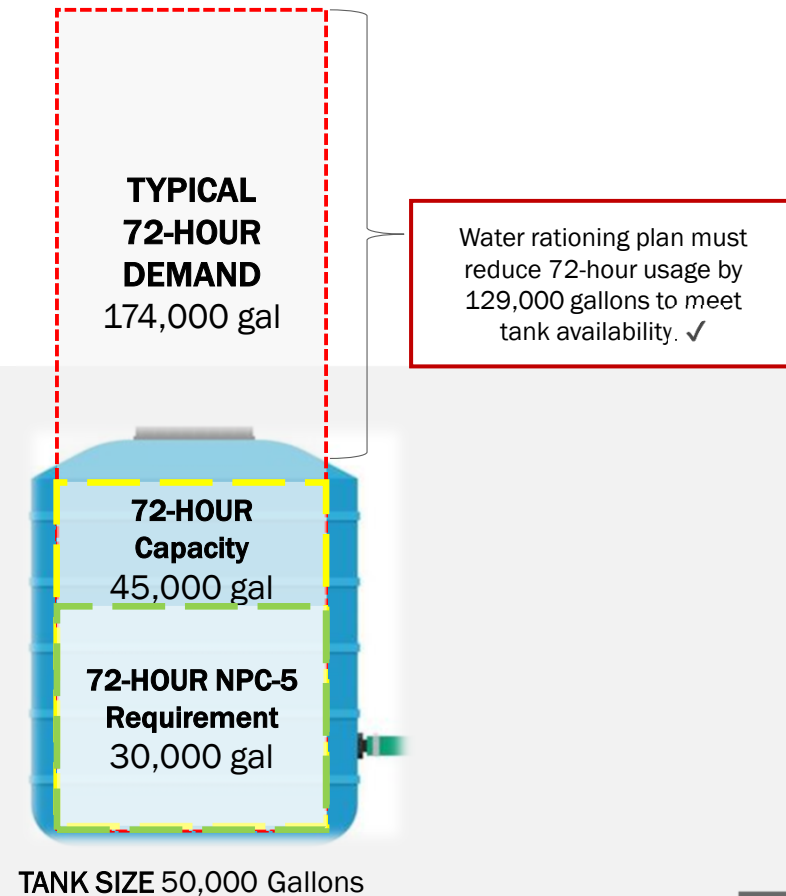 TYPICAL
72-HOUR
DEMAND
174,000 gal
Water rationing plan must
reduce 72-hour usage by
129,000 gallons to meet
tank availability. ✓
72-HOUR
Capacity
45,000 gal
72-HOUR NPC-5
Requirement
30,000 gal
TANK SIZE 50,000 Gallons